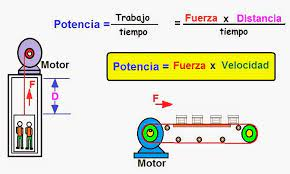 Potencia = Trabajo / tiempo = Fuerza x Distancia / tiempo
Motor
Potencia = Fuerza x Velocidad
F
D
F
Motor